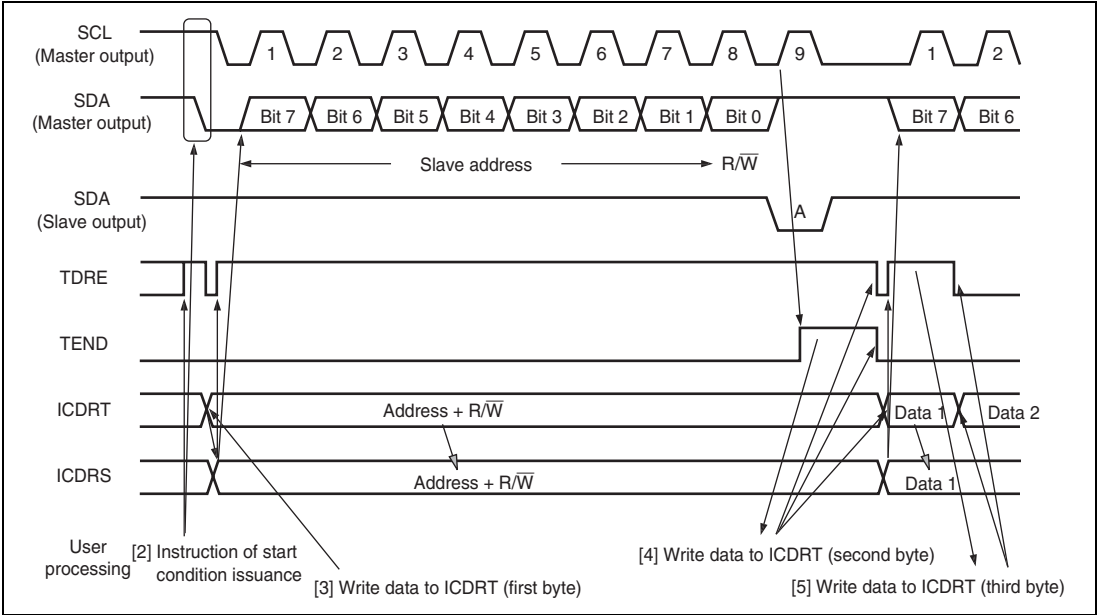 SCL
(Master output)
1 2 3 4 5 6 7 8 9 1 2
SDA
(Master output)
Bit 7 Bit 6 Bit 5 Bit 4 Bit 3 Bit 2 Bit 1 Bit 0 Bit 7 Bit 6
Slave address R/W̅
SDA
(Slave output)
A
TDRE
TEND
ICDRT
Address + R/W̅ Data 1 Data 2
ICDRS
Address + R/W̅ Data 1
User
processing
[2] Instruction of start
condition issuance
[3] Write data to ICDRT (first byte)
[4] Write data to ICDRT (second byte)
[5] Write data to ICDRT (third byte)